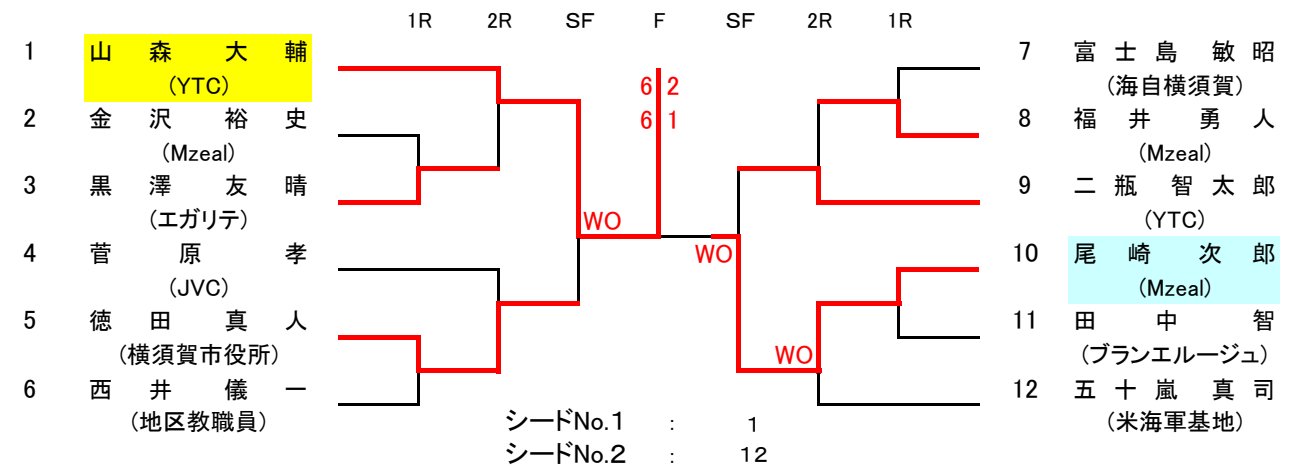 1R 2R SF F SF 2R 1R
1 山森大輔
(YTC)
2 金沢裕史
(Mzeal)
3 黒澤友晴
(エガリテ)
4 菅原孝
(JVC)
5 徳田真人
(横須賀市役所)
6 西井儀一
(地区教職員)
6 2
6 1
WO
WO
WO
7 富士島敏昭
(海自横須賀)
8 福井勇人
(Mzeal)
9 二瓶智太郎
(YTC)
10 尾崎次郎
(Mzeal)
11 田中智
(ブランエルージュ)
12 五十嵐真司
(米海軍基地)
シードNo.1 : 1
シードNo.2 : 12